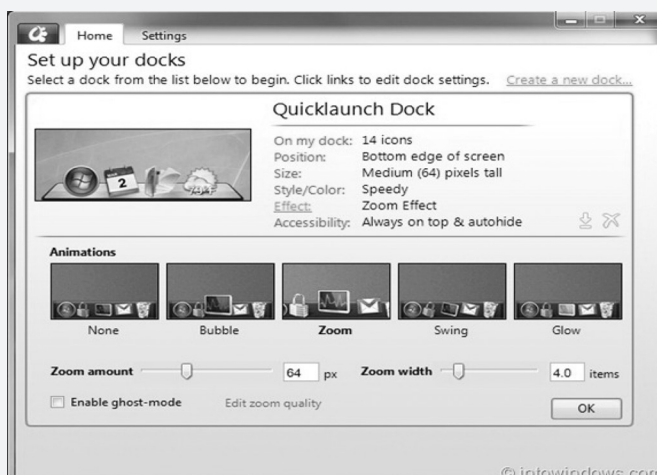 Home Settings
Set up your docks
Select a dock from the list below to begin. Click links to edit dock settings. Create a new dock...
Quicklaunch Dock
On my dock: 14 icons
Position: Bottom edge of screen
Size: Medium (64) pixels tall
Style/Color: Speedy
Effect: Zoom Effect
Accessibility: Always on top & autohide
2
Animations
None Bubble Zoom Swing Glow
Zoom amount 64 px Zoom width 4.0 items
Enable ghost-mode Edit zoom quality OK
© intowindows.com